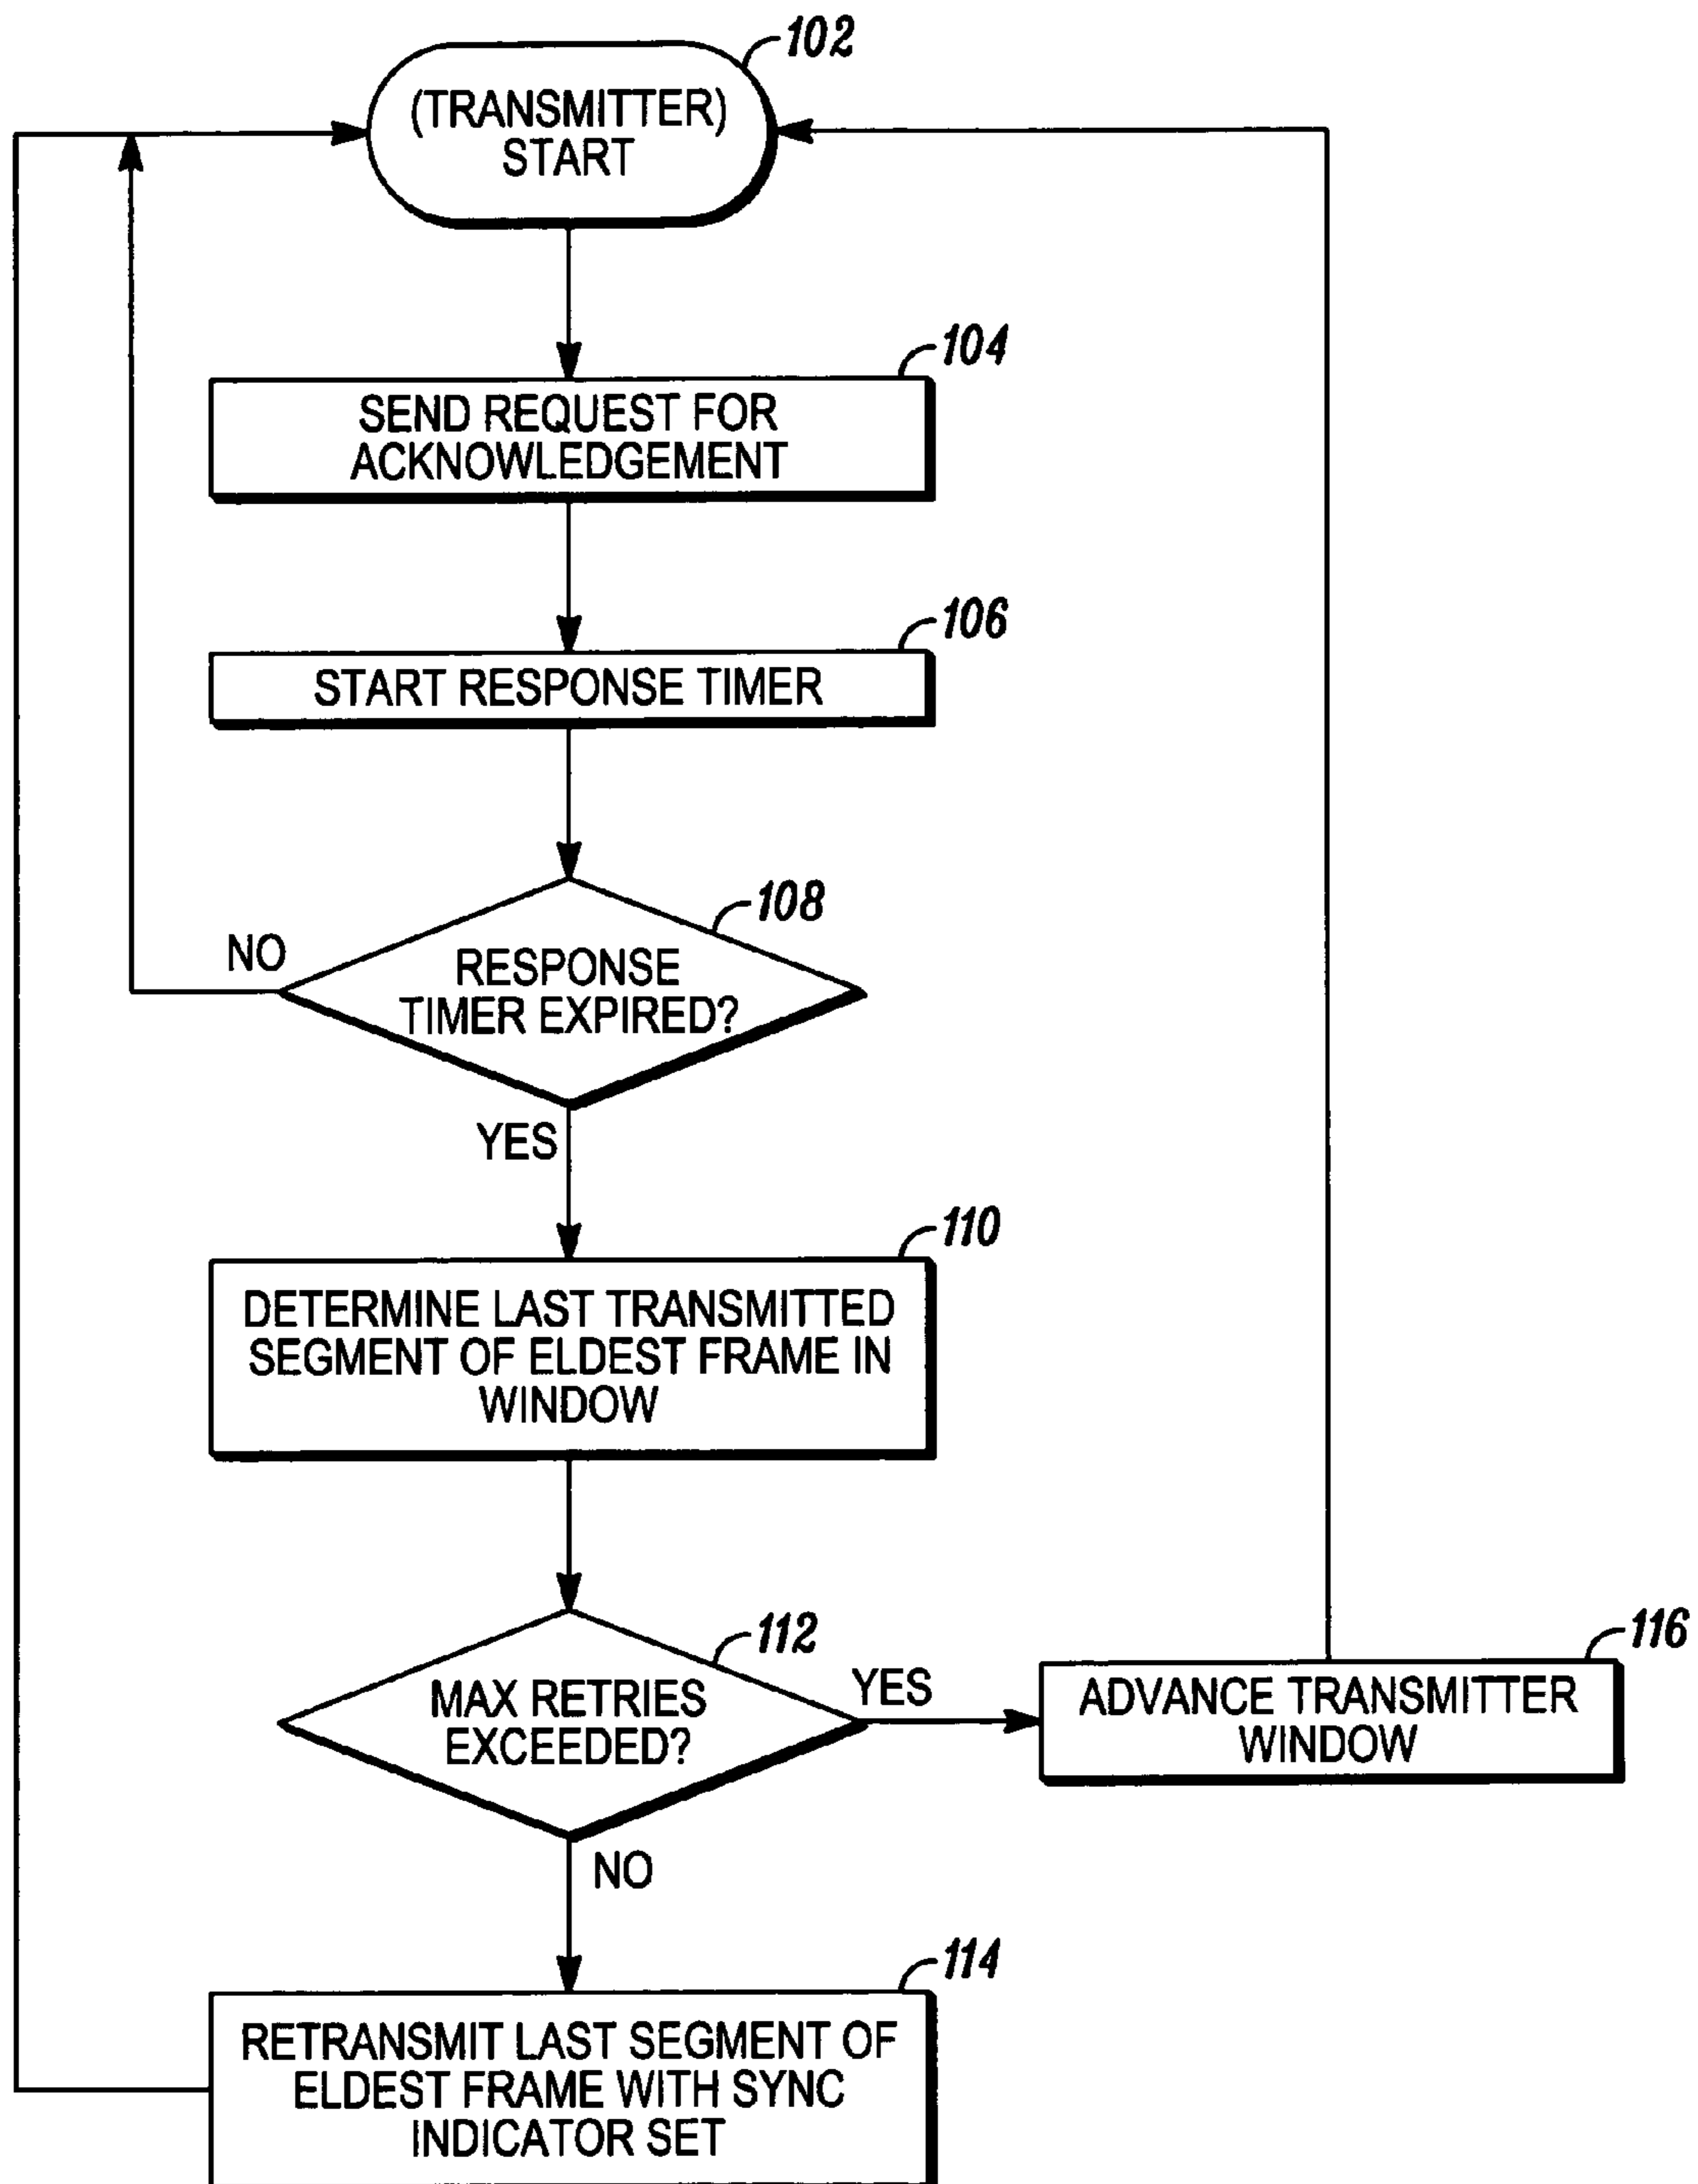 102
(TRANSMITTER)
START
104
SEND REQUEST FOR
ACKNOWLEDGEMENT
106
START RESPONSE TIMER
108
NO
RESPONSE
TIMER EXPIRED?
YES
110
DETERMINE LAST TRANSMITTED
SEGMENT OF ELDEST FRAME IN
WINDOW
112
MAX RETRIES
EXCEEDED?
YES
116
ADVANCE TRANSMITTER
WINDOW
NO
114
RETRANSMIT LAST SEGMENT OF
ELDEST FRAME WITH SYNC
INDICATOR SET